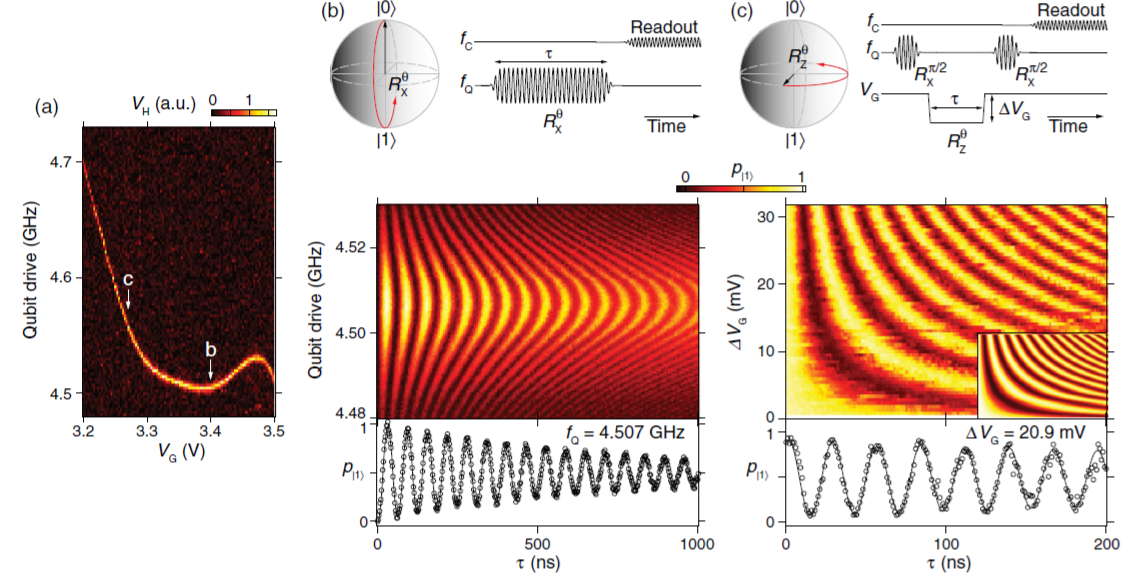 (a)
V_H (a.u.) 0 1
Qubit drive (GHz)
4.7
4.6
4.5
c
b
3.2 3.3 3.4 3.5
V_G (V)
(b)
|0⟩
R_X^θ
|1⟩
f_C
Readout
f_Q
τ
R_X^θ
Time
(c)
|0⟩
R_Z^θ
|1⟩
f_C
Readout
f_Q
R_X^π/2 R_X^π/2
V_G
τ
ΔV_G
R_Z^θ
Time
p_|1⟩
0 1
Qubit drive (GHz)
4.52
4.50
4.48
f_Q = 4.507 GHz
1
p_|1⟩
0
0 500 1000
τ (ns)
ΔV_G (mV)
30
20
10
0
ΔV_G = 20.9 mV
1
p_|1⟩
0
0 100 200
τ (ns)